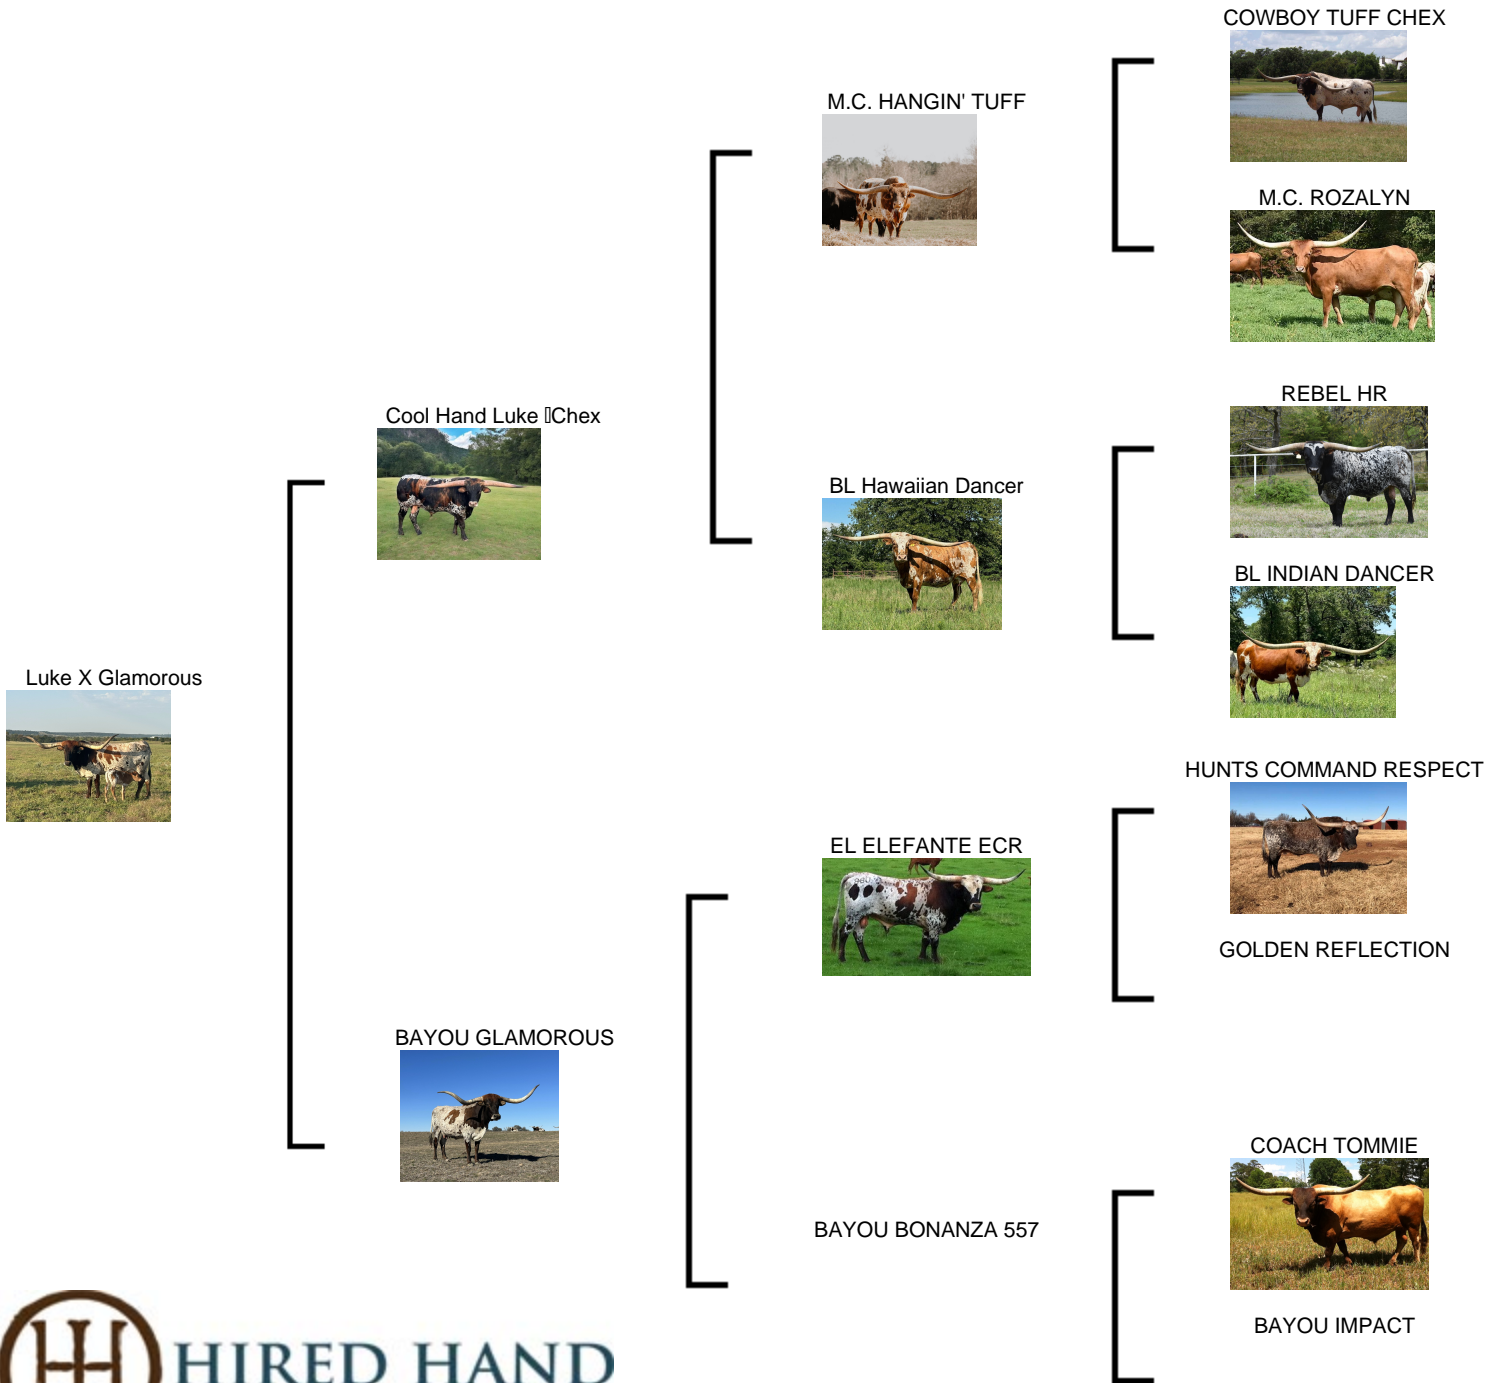 COWBOY TUFF CHEX
M.C. HANGIN' TUFF
M.C. ROZALYN
REBEL HR
Cool Hand Luke Chex
BL Hawaiian Dancer
BL INDIAN DANCER
Luke X Glamorous
HUNTS COMMAND RESPECT
EL ELEFANTE ECR
GOLDEN REFLECTION
BAYOU GLAMOROUS
COACH TOMMIE
BAYOU BONANZA 557
BAYOU IMPACT
HIRED HAND